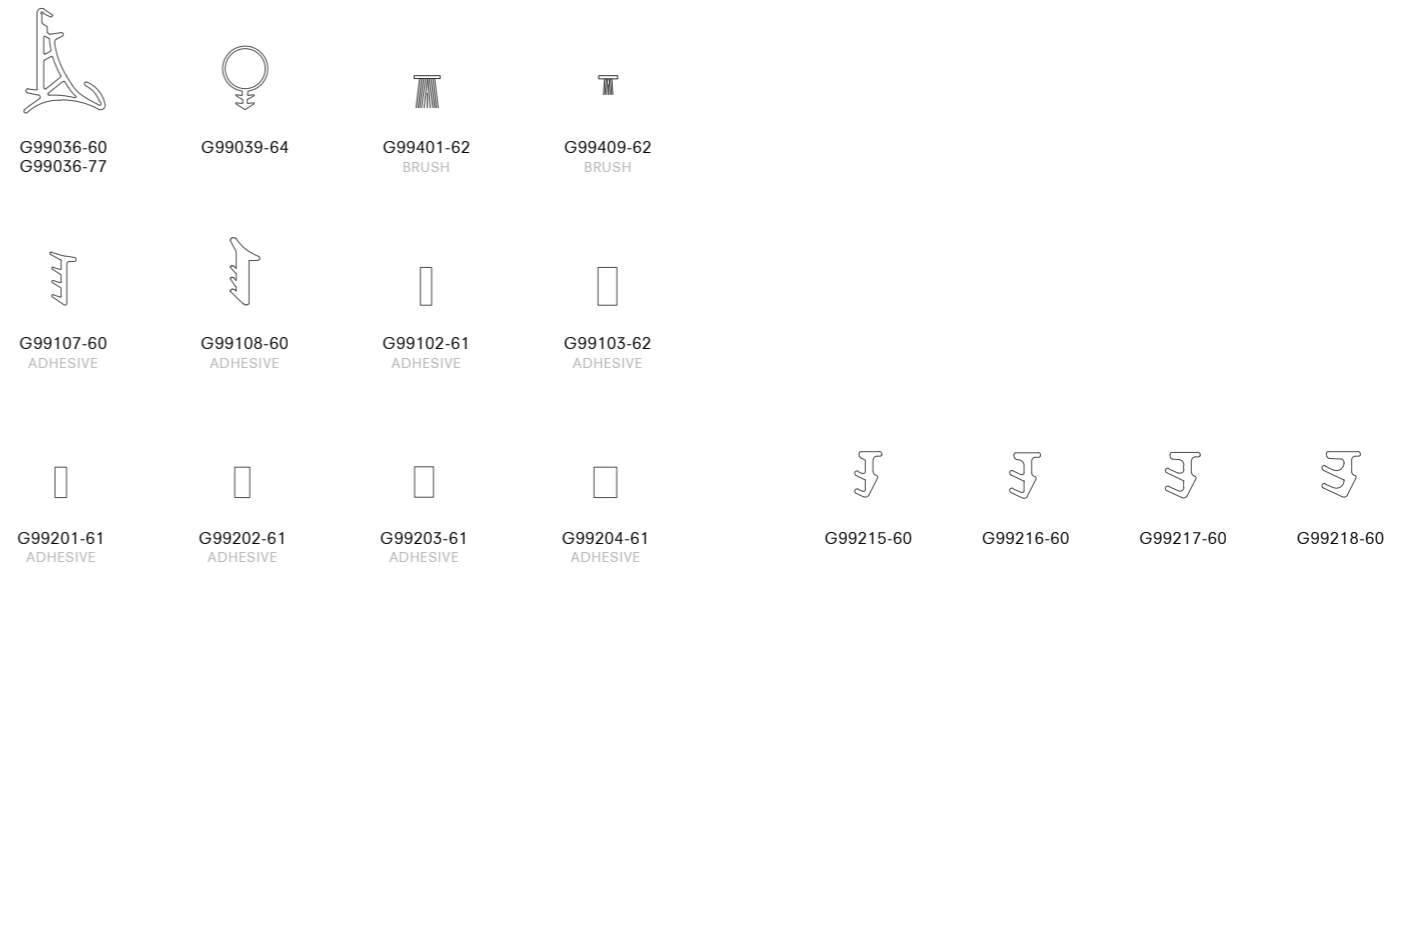 G99036-60
G99036-77
G99039-64
G99401-62
BRUSH
G99409-62
BRUSH
G99107-60
ADHESIVE
G99108-60
ADHESIVE
G99102-61
ADHESIVE
G99103-62
ADHESIVE
G99201-61
ADHESIVE
G99202-61
ADHESIVE
G99203-61
ADHESIVE
G99204-61
ADHESIVE
G99215-60
G99216-60
G99217-60
G99218-60